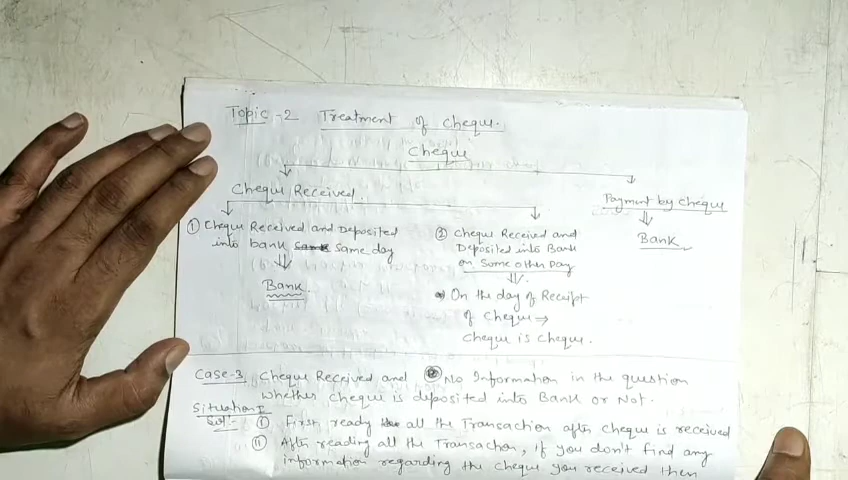 Topic -2 Treatment of Cheque.
Cheque
Cheque Received.
Payment by Cheque
Bank
① Cheque Received and Deposited
into bank same day
Bank.
② Cheque Received and
Deposited into Bank
on Some other Day
On the day of Receipt
of Cheque ⇒
Cheque is Cheque.
Case-3 Cheque Received and No Information in the question
whether Cheque is deposited into Bank or Not.
Situation I
① First ready all the Transaction after cheque is received
⑪ After reading all the Transaction, if you don't find any
information regarding the cheque you received then